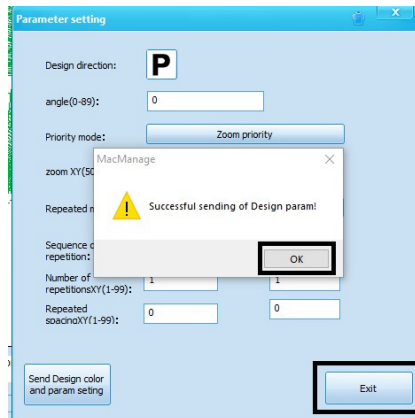 Parameter setting
X
Design direction:
P
angle(0-89):
0
Priority mode:
Zoom priority
MacManage
zoom XY(50
Successful sending of Design param!
Repeated
Sequence
repetition:
OK
Number of
repetitionsXY(1-99):
1
1
Repeated
spacingXY(1-99):
0
0
Send Design color
and param seting
Exit